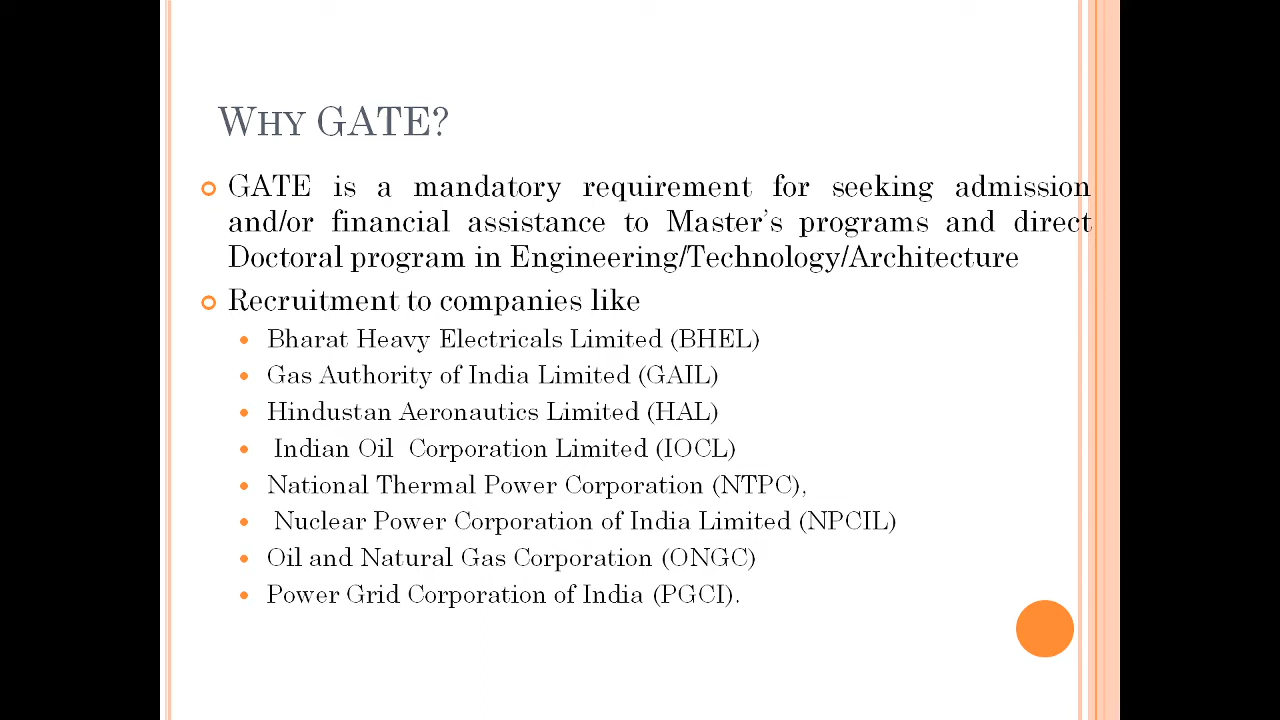 WHY GATE?
GATE is a mandatory requirement for seeking admission
and/or financial assistance to Master's programs and direct
Doctoral program in Engineering/Technology/Architecture
Recruitment to companies like
Bharat Heavy Electricals Limited (BHEL)
Gas Authority of India Limited (GAIL)
Hindustan Aeronautics Limited (HAL)
Indian Oil  Corporation Limited (IOCL)
National Thermal Power Corporation (NTPC),
Nuclear Power Corporation of India Limited (NPCIL)
Oil and Natural Gas Corporation (ONGC)
Power Grid Corporation of India (PGCI).